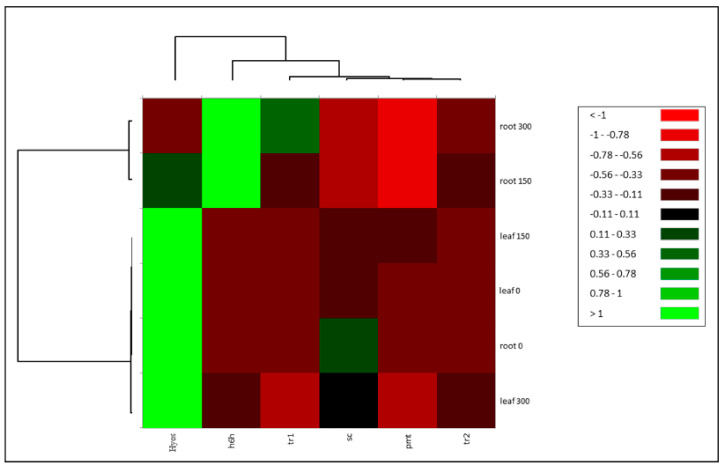 root 300
root 150
leaf 150
leaf 0
root 0
leaf 300
Hyos
h6h
tr1
sc
pmt
tr2
< -1
-1 - -0.78
-0.78 - -0.56
-0.56 - -0.33
-0.33 - -0.11
-0.11 - 0.11
0.11 - 0.33
0.33 - 0.56
0.56 - 0.78
0.78 - 1
> 1